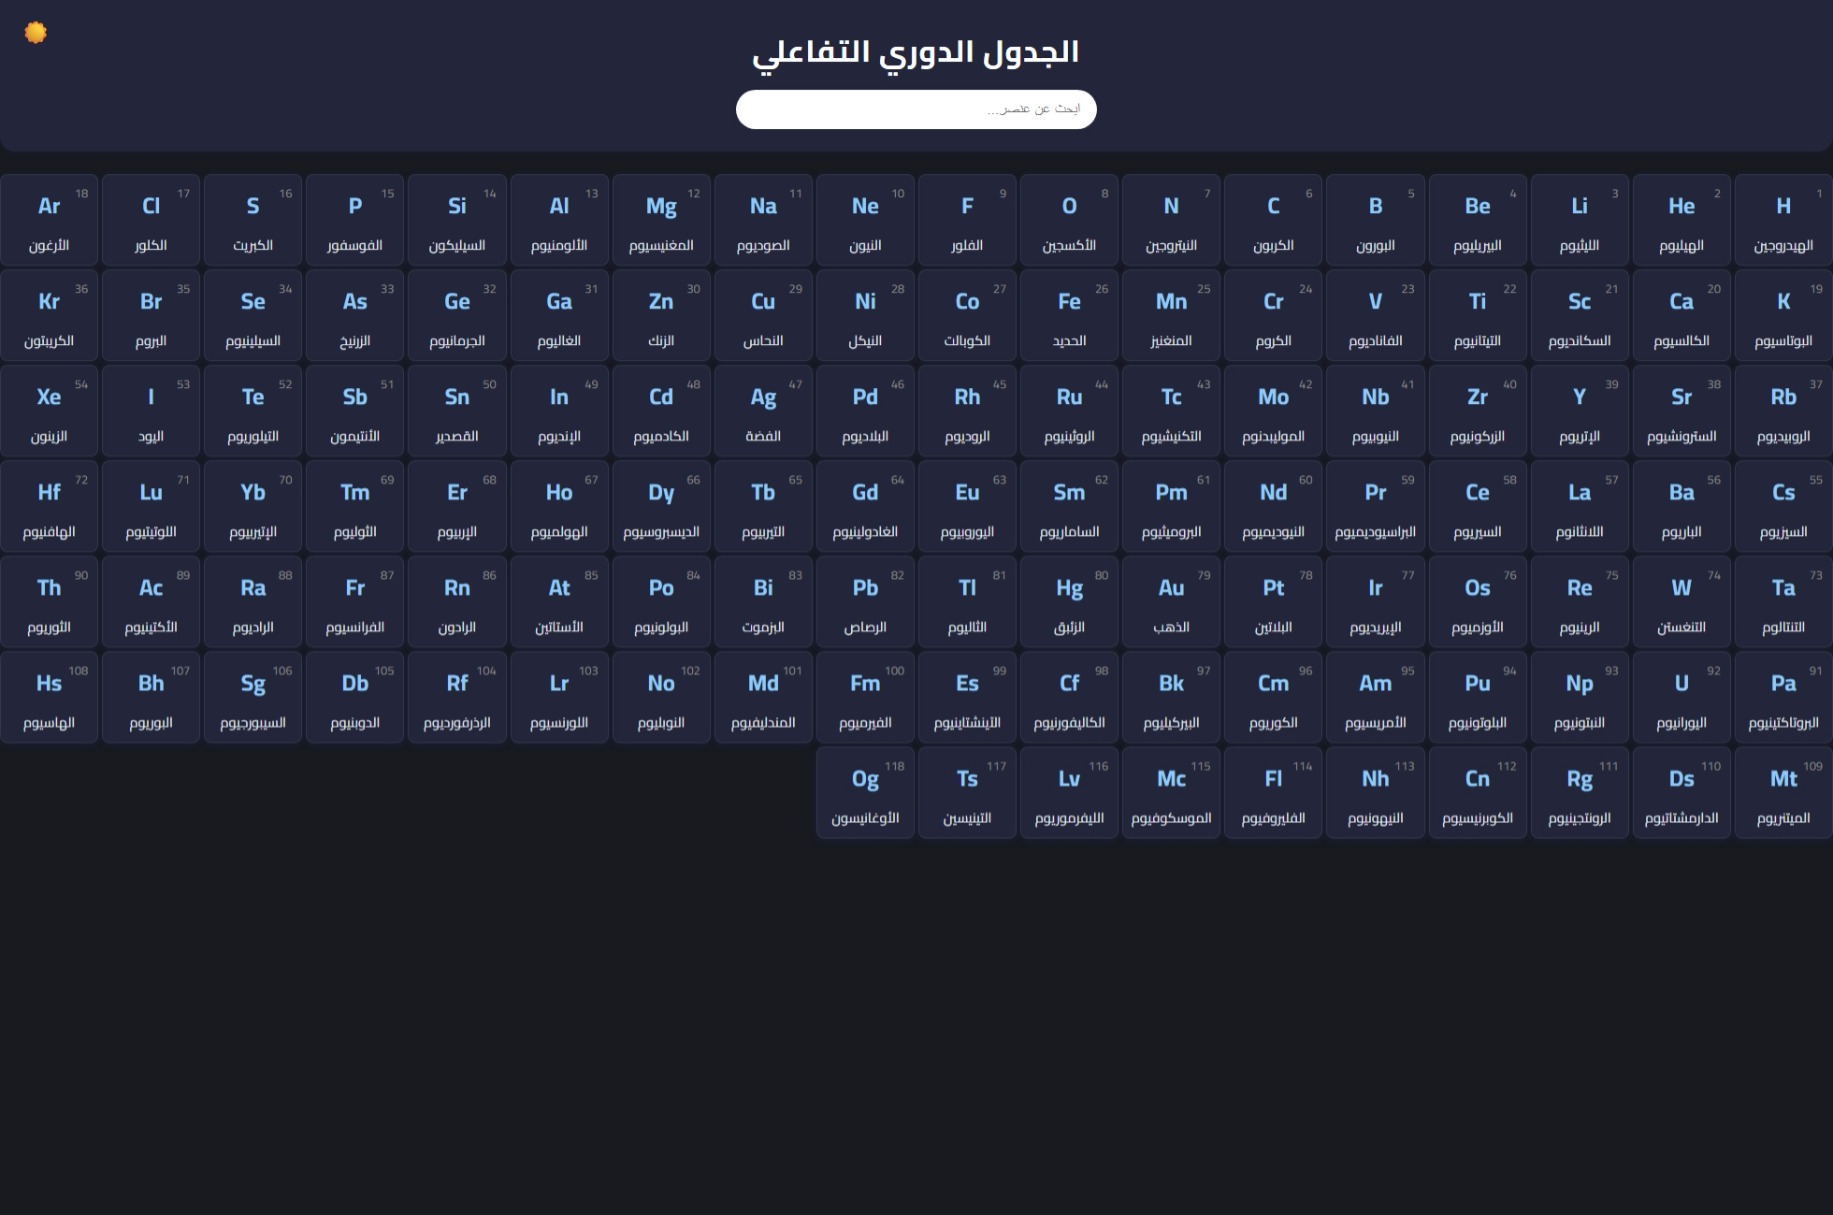 الجدول الدوري التفاعلي
ابحث عن عنصر...
1 2 3 4 5 6 7 8 9 10 11 12 13 14 15 16 17 18
H He Li Be B C N O F Ne Na Mg Al Si P S Cl Ar
الهيدروجين الهيليوم الليثيوم البيريليوم البورون الكربون النيتروجين الأكسجين الفلور النيون الصوديوم المغنيسيوم الألومنيوم السيليكون الفوسفور الكبريت الكلور الأرغون
19 20 21 22 23 24 25 26 27 28 29 30 31 32 33 34 35 36
K Ca Sc Ti V Cr Mn Fe Co Ni Cu Zn Ga Ge As Se Br Kr
البوتاسيوم الكالسيوم السكانديوم التيتانيوم الفاناديوم الكروم المنغنيز الحديد الكوبالت النيكل النحاس الزنك الغاليوم الجرمانيوم الزرنيخ السيلينيوم البروم الكريبتون
37 38 39 40 41 42 43 44 45 46 47 48 49 50 51 52 53 54
Rb Sr Y Zr Nb Mo Tc Ru Rh Pd Ag Cd In Sn Sb Te I Xe
الروبيديوم السترونشيوم الإتريوم الزركونيوم النيوبيوم الموليبدنوم التكنيشيوم الروثينيوم الروديوم البلاديوم الفضة الكادميوم الإنديوم القصدير الأنتيمون التيلوريوم اليود الزينون
55 56 57 58 59 60 61 62 63 64 65 66 67 68 69 70 71 72
Cs Ba La Ce Pr Nd Pm Sm Eu Gd Tb Dy Ho Er Tm Yb Lu Hf
السيزيوم الباريوم اللانثانوم السيريوم البراسيوديميوم النيوديميوم البروميثيوم الساماريوم اليوروبيوم الغادولينيوم التيربيوم الديسبروسيوم الهولميوم الإربيوم الثوليوم الإتيربيوم اللوتيتيوم الهافنيوم
73 74 75 76 77 78 79 80 81 82 83 84 85 86 87 88 89 90
Ta W Re Os Ir Pt Au Hg Tl Pb Bi Po At Rn Fr Ra Ac Th
التنتالوم التنغستن الرينيوم الأوزميوم الإيريديوم البلاتين الذهب الزئبق الثاليوم الرصاص البزموت البولونيوم الأستاتين الرادون الفرانسيوم الراديوم الأكتينيوم الثوريوم
91 92 93 94 95 96 97 98 99 100 101 102 103 104 105 106 107 108
Pa U Np Pu Am Cm Bk Cf Es Fm Md No Lr Rf Db Sg Bh Hs
البروتاكتينيوم اليورانيوم النبتونيوم البلوتونيوم الأمريسيوم الكوريوم البيركيليوم الكاليفورنيوم الآينشتاينيوم الفيرميوم المندليفيوم النوبليوم اللورنسيوم الرذرفورديوم الدوبنيوم السيبورجيوم البوريوم الهاسيوم
109 110 111 112 113 114 115 116 117 118
Mt Ds Rg Cn Nh Fl Mc Lv Ts Og
الميتنريوم الدارمشتاتيوم الرونتجينيوم الكوبرنيسيوم النيهونيوم الفليروفيوم الموسكوفيوم الليفرموريوم التينيسين الأوغانيسون